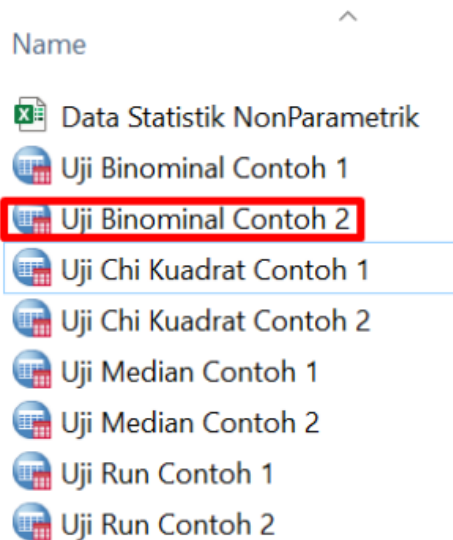 Name
Data Statistik NonParametrik
Uji Binominal Contoh 1
Uji Binominal Contoh 2
Uji Chi Kuadrat Contoh 1
Uji Chi Kuadrat Contoh 2
Uji Median Contoh 1
Uji Median Contoh 2
Uji Run Contoh 1
Uji Run Contoh 2